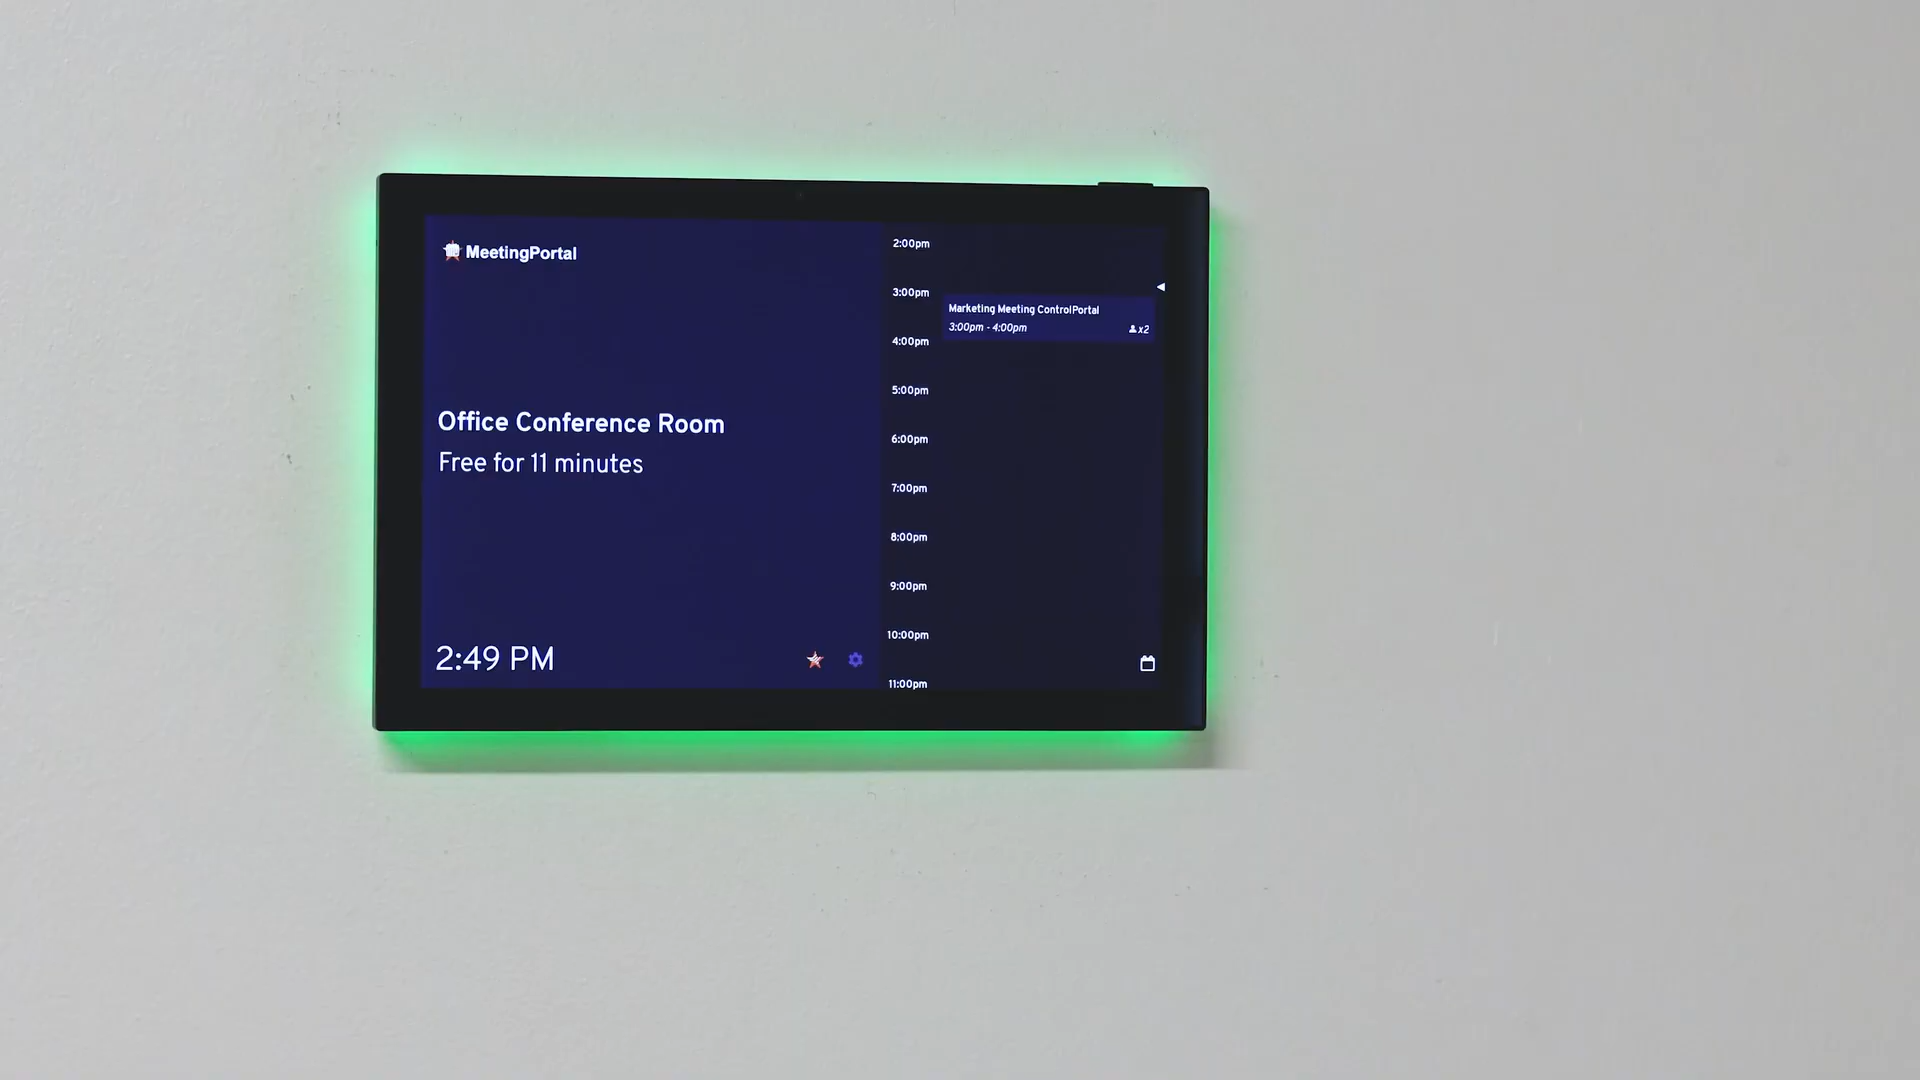 MeetingPortal
Office Conference Room
Free for 11 minutes
2:49 PM
2:00pm
3:00pm
Marketing Meeting ControlPortal
3:00pm - 4:00pm
x2
4:00pm
5:00pm
6:00pm
7:00pm
8:00pm
9:00pm
10:00pm
11:00pm